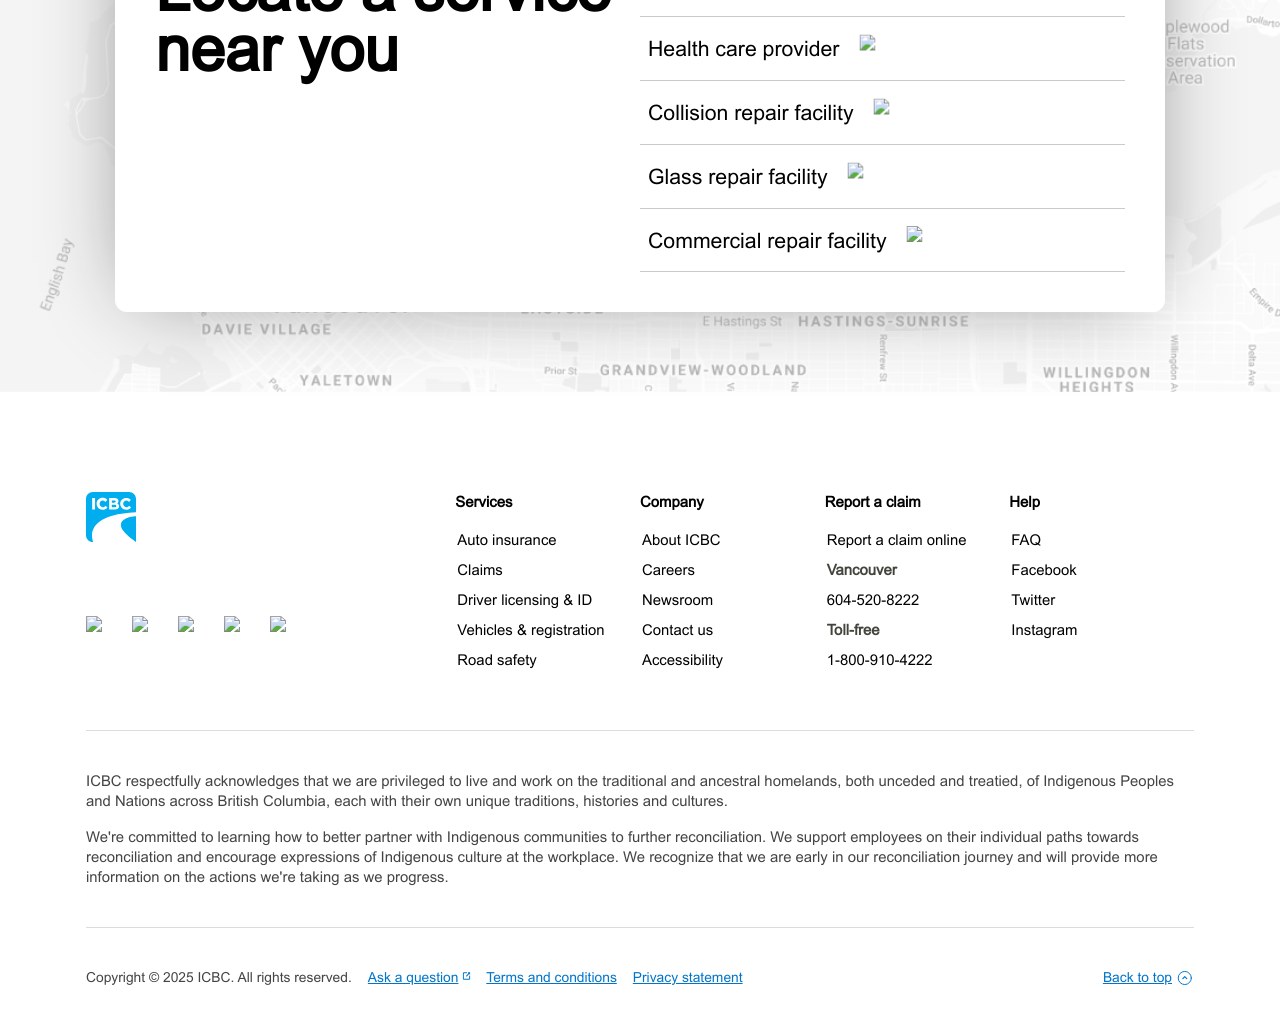 Locate a service
near you
Health care provider
Collision repair facility
Glass repair facility
Commercial repair facility
plewood
Flats
servation
Area
English Bay
DAVIE VILLAGE
YALETOWN
EASTSIDE
E Hastings St
HASTINGS-SUNRISE
Prior St
GRANDVIEW-WOODLAND
Renfrew St
WILLINGDON
HEIGHTS
Delta Ave
ICBC
Services
Auto insurance
Claims
Driver licensing & ID
Vehicles & registration
Road safety
Company
About ICBC
Careers
Newsroom
Contact us
Accessibility
Report a claim
Report a claim online
Vancouver
604-520-8222
Toll-free
1-800-910-4222
Help
FAQ
Facebook
Twitter
Instagram
ICBC respectfully acknowledges that we are privileged to live and work on the traditional and ancestral homelands, both unceded and treatied, of Indigenous Peoples
and Nations across British Columbia, each with their own unique traditions, histories and cultures.
We're committed to learning how to better partner with Indigenous communities to further reconciliation. We support employees on their individual paths towards
reconciliation and encourage expressions of Indigenous culture at the workplace. We recognize that we are early in our reconciliation journey and will provide more
information on the actions we're taking as we progress.
Copyright © 2025 ICBC. All rights reserved. Ask a question Terms and conditions Privacy statement Back to top